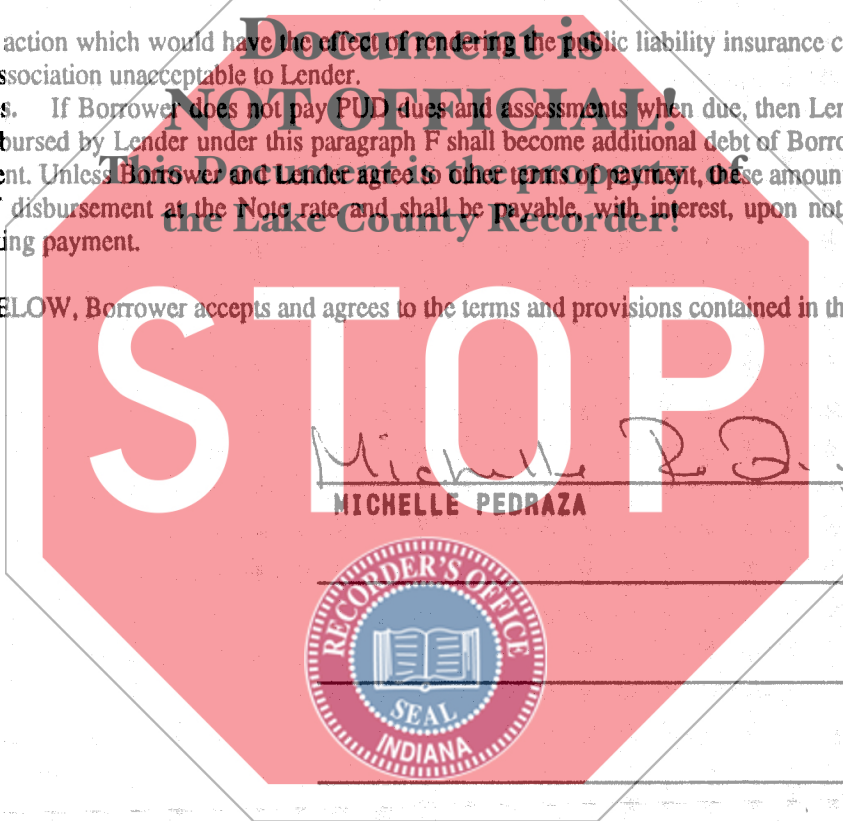 Document is
NOT OFFICIAL!
This Document is the property of
the Lake County Recorder!
action which would have the effect of rendering the public liability insurance c
ssociation unacceptable to Lender.
s. If Borrower does not pay PUD dues and assessments when due, then Len
bursed by Lender under this paragraph F shall become additional debt of Borro
ent. Unless Borrower and Lender agree to other terms of payment, these amoun
disbursement at the Note rate and shall be payable, with interest, upon not
ing payment.
ELOW, Borrower accepts and agrees to the terms and provisions contained in th
STOP
Michelle R.
MICHELLE PEDRAZA
RECORDER'S OFFICE
SEAL
INDIANA